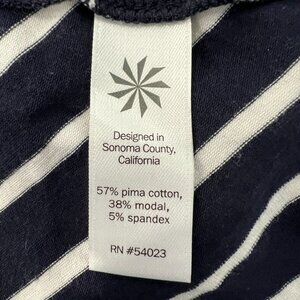 Designed in
Sonoma County,
California
57% pima cotton,
38% modal,
5% spandex
RN #54023